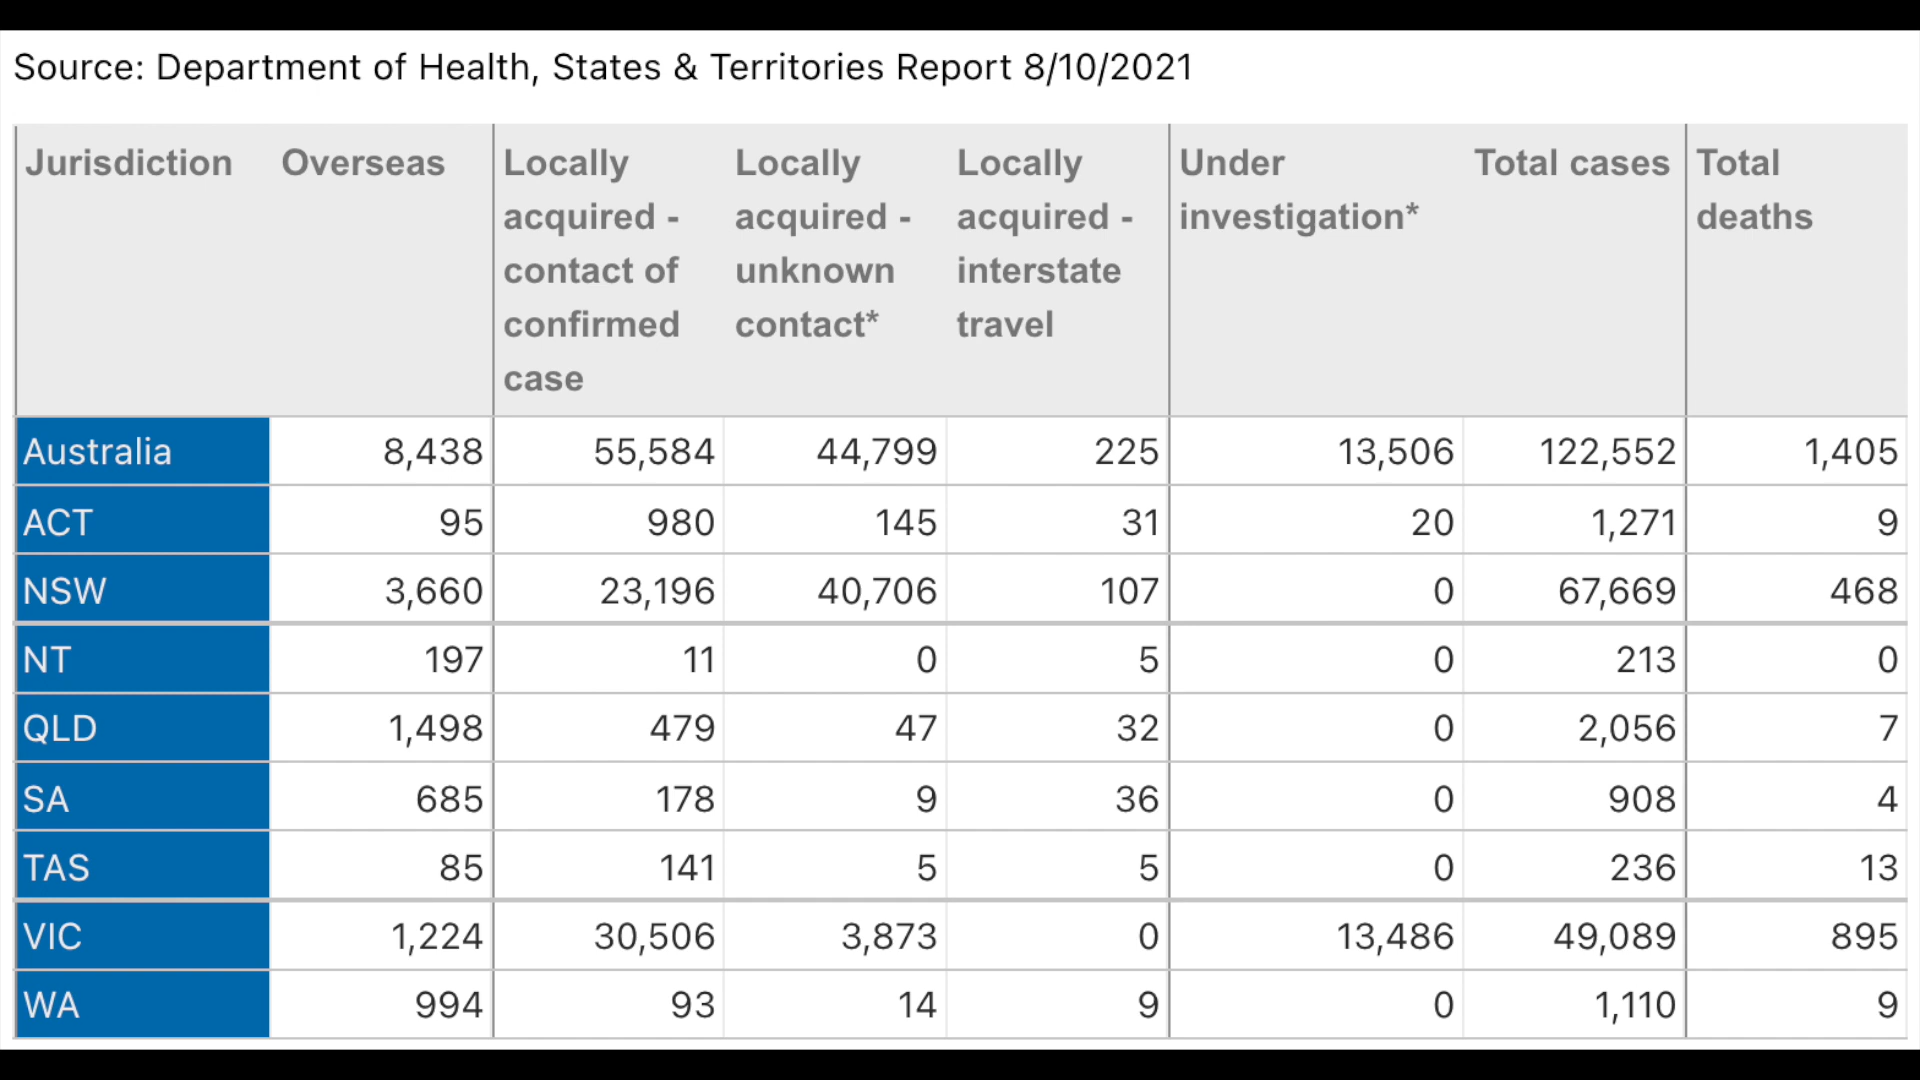 Source: Department of Health, States & Territories Report 8/10/2021
Jurisdiction Overseas Locally acquired - contact of confirmed case Locally acquired - unknown contact* Locally acquired - interstate travel Under investigation* Total cases Total deaths
Australia 8,438 55,584 44,799 225 13,506 122,552 1,405
ACT 95 980 145 31 20 1,271 9
NSW 3,660 23,196 40,706 107 0 67,669 468
NT 197 11 0 5 0 213 0
QLD 1,498 479 47 32 0 2,056 7
SA 685 178 9 36 0 908 4
TAS 85 141 5 5 0 236 13
VIC 1,224 30,506 3,873 0 13,486 49,089 895
WA 994 93 14 9 0 1,110 9